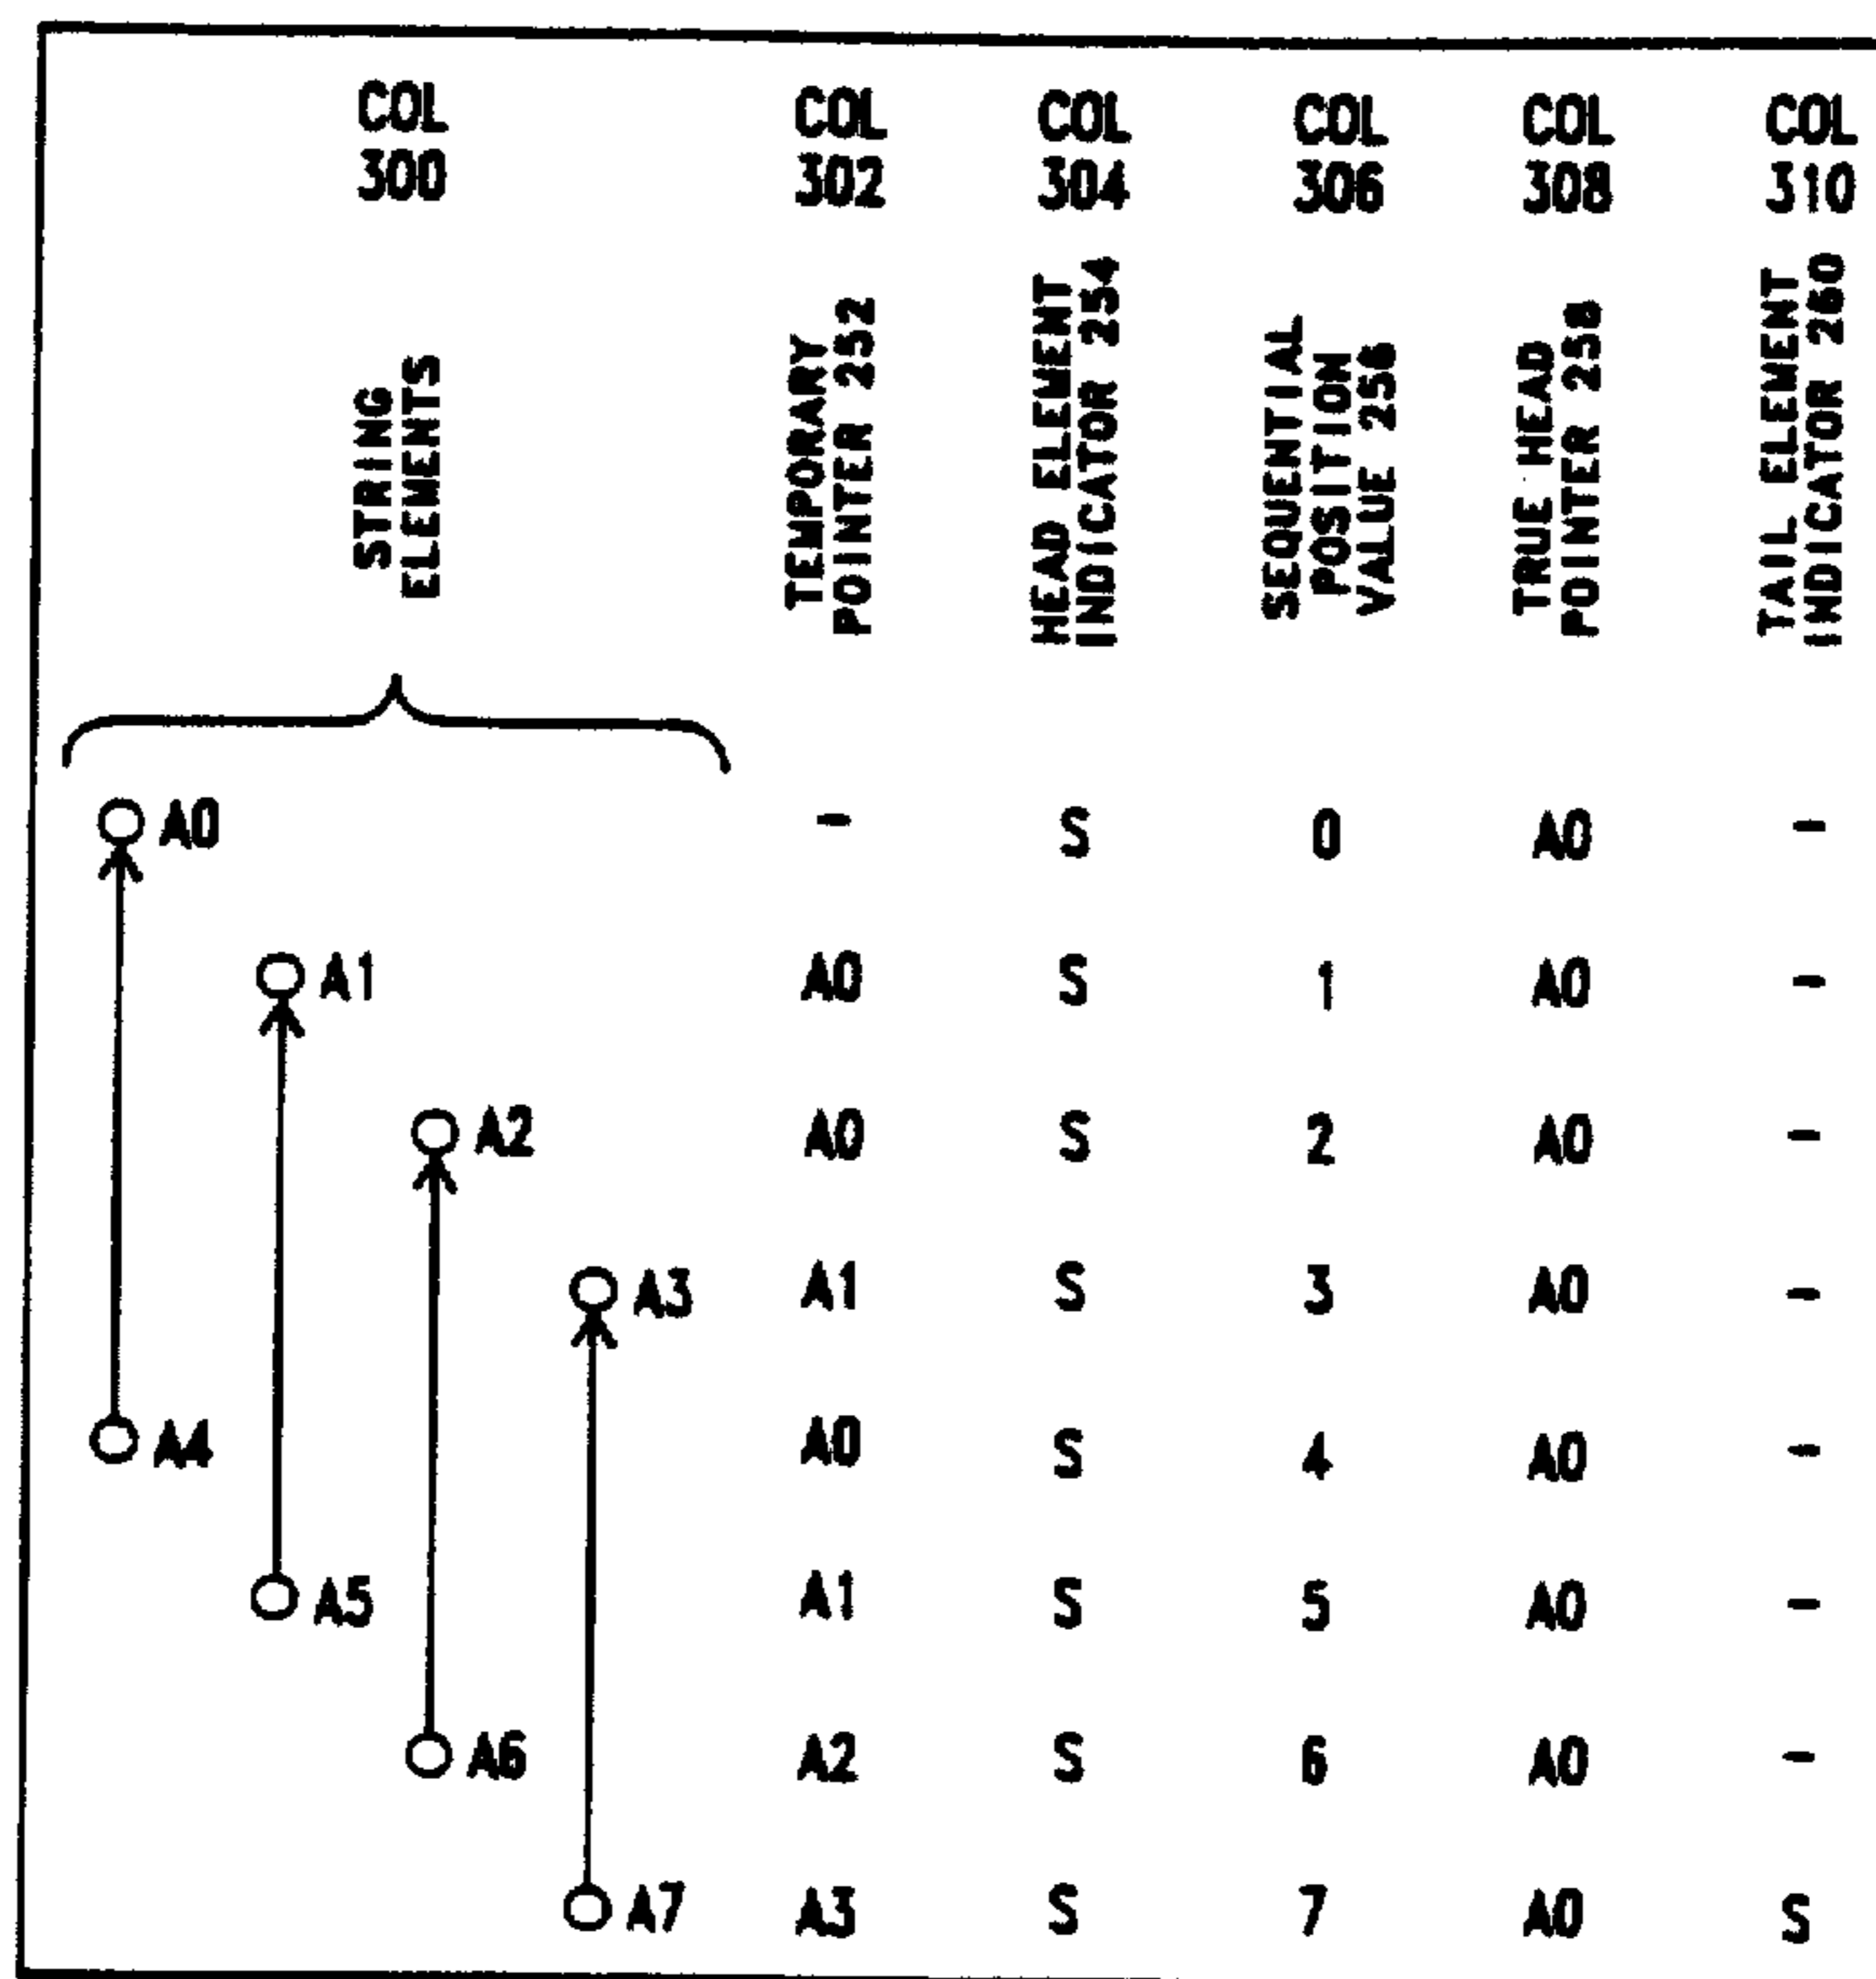 COL 300 COL 302 COL 304 COL 306 COL 308 COL 310
STRING ELEMENTS
TEMPORARY POINTER 252
HEAD ELEMENT INDICATOR 254
SEQUENTIAL POSITION VALUE 256
TRUE HEAD POINTER 258
TAIL ELEMENT INDICATOR 260
A0 - S 0 A0 -
A1 A0 S 1 A0 -
A2 A0 S 2 A0 -
A3 A1 S 3 A0 -
A4 A0 S 4 A0 -
A5 A1 S 5 A0 -
A6 A2 S 6 A0 -
A7 A3 S 7 A0 S